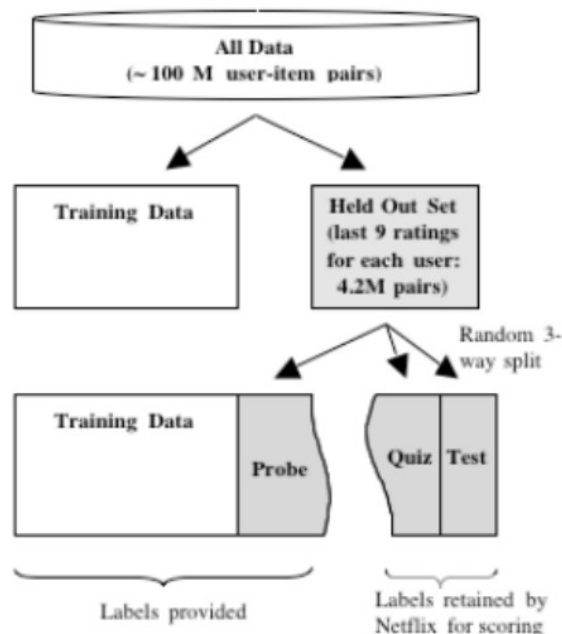 All Data
(~ 100 M user-item pairs)
Training Data
Held Out Set
(last 9 ratings
for each user:
4.2M pairs)
Random 3-
way split
Training Data
Probe
Quiz
Test
Labels provided
Labels retained by
Netflix for scoring